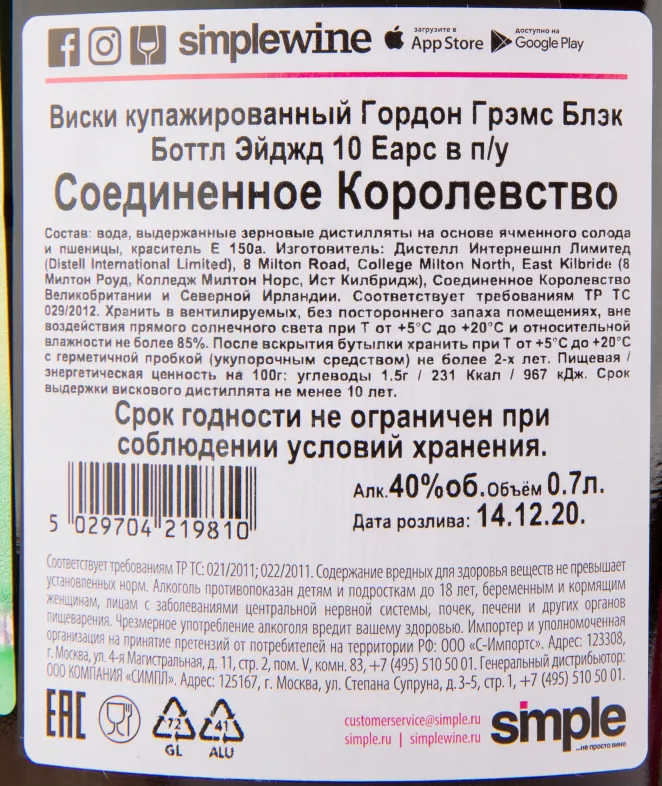 simplewine загрузите в App Store доступно на Google Play
Виски купажированный Гордон Грэмс Блэк
Боттл Эйджд 10 Еарс в п/у
Соединенное Королевство
Состав: вода, выдержанные зерновые дистилляты на основе ячменного солода
и пшеницы, краситель Е 150а. Изготовитель: Дистелл Интернешнл Лимитед
(Distell International Limited), 8 Milton Road, College Milton North, East Kilbride (8
Милтон Роуд, Колледж Милтон Норс, Ист Килбридж), Соединенное Королевство
Великобритании и Северной Ирландии. Соответствует требованиям ТР ТС
029/2012. Хранить в вентилируемых, без постороннего запаха помещениях, вне
воздействия прямого солнечного света при Т от +5°С до +20°С и относительной
влажности не более 85%. После вскрытия бутылки хранить при Т от +5°С до +20°С
с герметичной пробкой (укупорочным средством) не более 2-х лет. Пищевая /
энергетическая ценность на 100г: углеводы 1.5г / 231 Ккал / 967 кДж. Срок
выдержки вискового дистиллята не менее 10 лет.
Срок годности не ограничен при
соблюдении условий хранения.
Алк.40%об.Объём 0.7л.
Дата розлива: 14.12.20.
5 029704 219810
Соответствует требованиям ТР ТС: 021/2011; 022/2011. Содержание вредных для здоровья веществ не превышает
установленных норм. Алкоголь противопоказан детям и подросткам до 18 лет, беременным и кормящим
женщинам, лицам с заболеваниями центральной нервной системы, почек, печени и других органов
пищеварения. Чрезмерное употребление алкоголя вредит вашему здоровью. Импортер и уполномоченная
организация на принятие претензий от потребителей на территории РФ: ООО «С-Импортс». Адрес: 123308,
г. Москва, ул. 4-я Магистральная, д. 11, стр. 2, пом. V, комн. 83, +7 (495) 510 50 01. Генеральный дистрибьютор:
ООО КОМПАНИЯ «СИМПЛ». Адрес: 125167, г. Москва, ул. Степана Супруна, д. 3-5, стр. 1, +7 (495) 510 50 01.
EAC 72 GL 41 ALU
customerservice@simple.ru
simple.ru | simplewine.ru
simple
...не просто вино